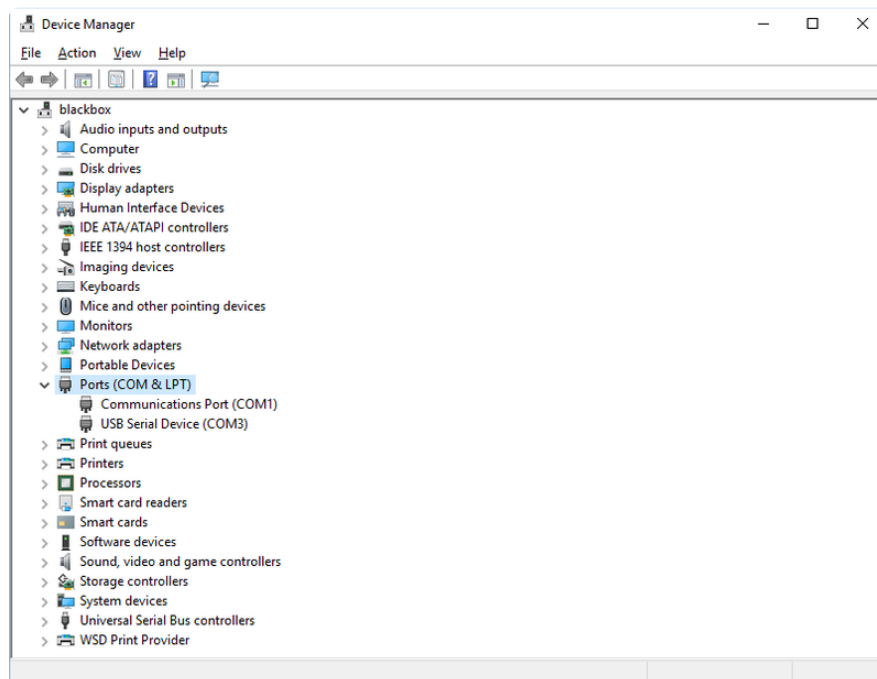 Device Manager
File Action View Help
blackbox
Audio inputs and outputs
Computer
Disk drives
Display adapters
Human Interface Devices
IDE ATA/ATAPI controllers
IEEE 1394 host controllers
Imaging devices
Keyboards
Mice and other pointing devices
Monitors
Network adapters
Portable Devices
Ports (COM & LPT)
Communications Port (COM1)
USB Serial Device (COM3)
Print queues
Printers
Processors
Smart card readers
Smart cards
Software devices
Sound, video and game controllers
Storage controllers
System devices
Universal Serial Bus controllers
WSD Print Provider